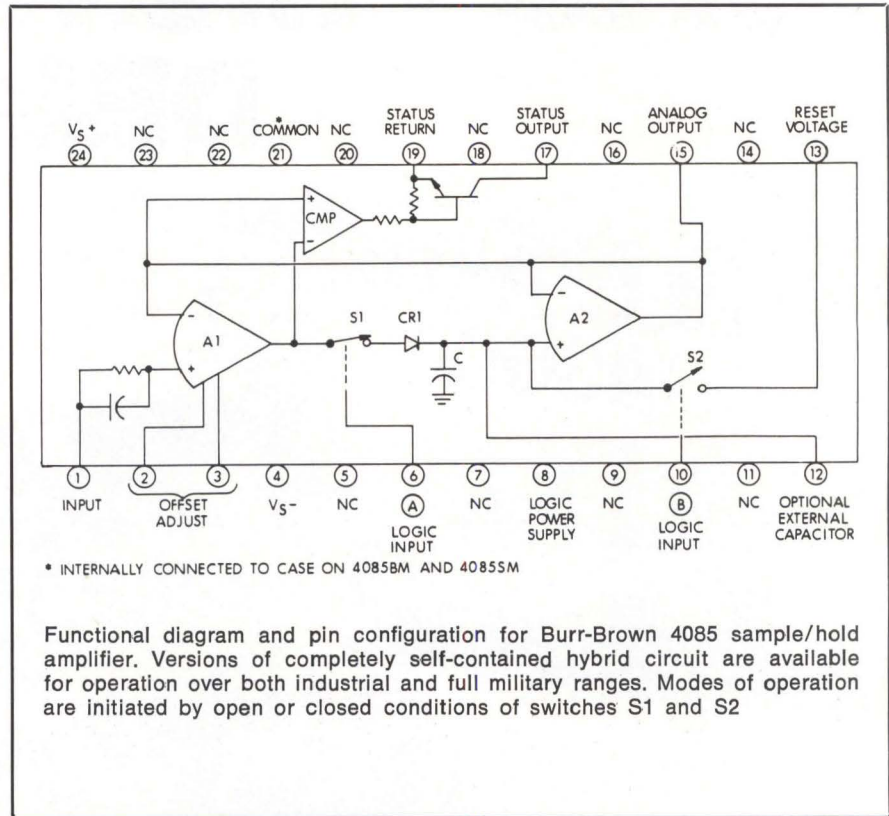 STATUS STATUS ANALOG RESET
VS+ NC NC COMMON* NC RETURN NC OUTPUT NC OUTPUT NC VOLTAGE
24 23 22 21 20 19 18 17 16 15 14 13
+
CMP
−
−
A1
+
S1 CR1
C
−
A2
+
S2
1 2 3 4 5 6 7 8 9 10 11 12
INPUT OFFSET ADJUST VS− NC A LOGIC INPUT NC LOGIC POWER SUPPLY NC B LOGIC INPUT NC OPTIONAL EXTERNAL CAPACITOR
* INTERNALLY CONNECTED TO CASE ON 4085BM AND 4085SM
Functional diagram and pin configuration for Burr-Brown 4085 sample/hold
amplifier. Versions of completely self-contained hybrid circuit are available
for operation over both industrial and full military ranges. Modes of operation
are initiated by open or closed conditions of switches S1 and S2